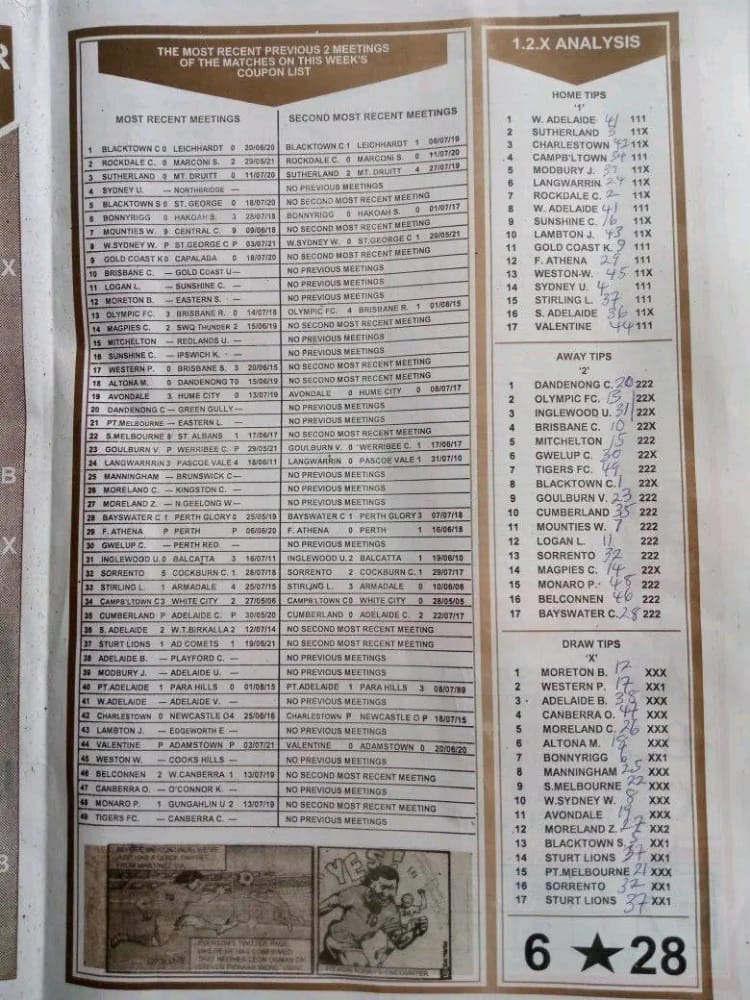 R
X
B
X
3
THE MOST RECENT PREVIOUS 2 MEETINGS
OF THE MATCHES ON THIS WEEK'S
COUPON LIST
MOST RECENT MEETINGS SECOND MOST RECENT MEETINGS
1 BLACKTOWN C 0 LEICHHARDT 0 20/06/20 BLACKTOWN C 1 LEICHHARDT 1 06/07/19
2 ROCKDALE C. 0 MARCONI S. 2 29/05/21 ROCKDALE C. 0 MARCONI S. 0 11/07/20
3 SUTHERLAND 0 MT. DRUITT 0 11/07/20 SUTHERLAND 2 MT. DRUITT 4 27/07/19
4 SYDNEY U. — NORTHBRIDGE — NO PREVIOUS MEETINGS
5 BLACKTOWN S 0 ST. GEORGE 0 18/07/20 NO SECOND MOST RECENT MEETING
6 BONNYRIGG 0 HAKOAH S. 3 28/07/18 BONNYRIGG 0 HAKOAH S. 0 01/07/17
7 MOUNTIES W. 9 CENTRAL C. 9 09/06/18 NO SECOND MOST RECENT MEETING
8 W.SYDNEY W. P ST.GEORGE C P 03/07/21 W.SYDNEY W. 0 ST.GEORGE C 1 29/05/21
9 GOLD COAST K 0 CAPALABA 0 18/07/20 NO SECOND MOST RECENT MEETING
10 BRISBANE C. — GOLD COAST U — NO PREVIOUS MEETINGS
11 LOGAN L. — SUNSHINE C. — NO PREVIOUS MEETINGS
12 MORETON B. — EASTERN S. — NO PREVIOUS MEETINGS
13 OLYMPIC FC. 3 BRISBANE R. 0 14/07/18 OLYMPIC FC. 4 BRISBANE R. 1 01/08/15
14 MAGPIES C. 2 SWQ THUNDER 2 15/06/19 NO SECOND MOST RECENT MEETING
15 MITCHELTON — REDLANDS U. — NO PREVIOUS MEETINGS
16 SUNSHINE C. — IPSWICH K. — NO PREVIOUS MEETINGS
17 WESTERN P. 0 BRISBANE S. 3 20/06/15 NO SECOND MOST RECENT MEETING
18 ALTONA M. 0 DANDENONG T 0 15/06/19 NO SECOND MOST RECENT MEETING
19 AVONDALE 3 HUME CITY 0 13/07/19 AVONDALE 0 HUME CITY 0 08/07/17
20 DANDENONG C — GREEN GULLY — NO PREVIOUS MEETINGS
21 PT.MELBOURNE — EASTERN L. — NO PREVIOUS MEETINGS
22 S.MELBOURNE 8 ST. ALBANS 1 17/06/17 NO SECOND MOST RECENT MEETING
23 GOULBURN V. P WERRIBEE C. P 29/05/21 GOULBURN V. 0 WERRIBEE C. 1 17/06/17
24 LANGWARRIN 3 PASCOE VALE 4 18/06/11 LANGWARRIN 0 PASCOE VALE 1 31/07/10
25 MANNINGHAM — BRUNSWICK C — NO PREVIOUS MEETINGS
26 MORELAND C. — KINGSTON C. — NO PREVIOUS MEETINGS
27 MORELAND Z. — N.GEELONG W — NO PREVIOUS MEETINGS
28 BAYSWATER C 1 PERTH GLORY 0 25/05/19 BAYSWATER C 1 PERTH GLORY 3 07/07/18
29 F. ATHENA P PERTH P 06/06/20 F. ATHENA 0 PERTH 1 16/06/18
30 GWELUP C. — PERTH RED. — NO PREVIOUS MEETINGS
31 INGLEWOOD U. 0 BALCATTA 3 16/07/11 INGLEWOOD U. 2 BALCATTA 1 19/06/10
32 SORRENTO 5 COCKBURN C. 1 28/07/18 SORRENTO 2 COCKBURN C. 1 29/07/17
33 STIRLING L. 1 ARMADALE 4 25/07/15 STIRLING L. 3 ARMADALE 0 10/06/06
34 CAMPB'LTOWN C 3 WHITE CITY 2 27/05/06 CAMPB'LTOWN C 0 WHITE CITY 0 28/05/05
35 CUMBERLAND P ADELAIDE C. P 30/05/20 CUMBERLAND 0 ADELAIDE C. 2 22/07/17
36 S. ADELAIDE 2 W.T.BIRKALLA 2 12/07/14 NO SECOND MOST RECENT MEETING
37 STURT LIONS 1 AD COMETS 1 19/06/21 NO SECOND MOST RECENT MEETING
38 ADELAIDE B. — PLAYFORD C. — NO PREVIOUS MEETINGS
39 MODBURY J. — ADELAIDE U. — NO PREVIOUS MEETINGS
40 PT.ADELAIDE 1 PARA HILLS 0 01/08/15 PT.ADELAIDE 1 PARA HILLS 3 08/07/89
41 W.ADELAIDE — ADELAIDE V. — NO PREVIOUS MEETINGS
42 CHARLESTOWN 0 NEWCASTLE O 4 25/06/16 CHARLESTOWN P NEWCASTLE O P 18/07/15
43 LAMBTON J. — EDGEWORTH E — NO PREVIOUS MEETINGS
44 VALENTINE P ADAMSTOWN P 03/07/21 VALENTINE 0 ADAMSTOWN 0 20/06/20
45 WESTON W. — COOKS HILLS — NO PREVIOUS MEETINGS
46 BELCONNEN 2 W.CANBERRA 1 13/07/19 NO SECOND MOST RECENT MEETING
47 CANBERRA O. — O'CONNOR K. — NO PREVIOUS MEETINGS
48 MONARO P. 1 GUNGAHLIN U 2 13/07/19 NO SECOND MOST RECENT MEETING
49 TIGERS FC. — CANBERRA C. — NO PREVIOUS MEETINGS
YES!
1.2.X ANALYSIS
HOME TIPS
'1'
1 W. ADELAIDE 41 111
2 SUTHERLAND 3 11X
3 CHARLESTOWN 42 11X
4 CAMPB'LTOWN 34 111
5 MODBURY J. 39 11X
6 LANGWARRIN 24 11X
7 ROCKDALE C. 2 11X
8 W. ADELAIDE 41 11X
9 SUNSHINE C. 16 11X
10 LAMBTON J. 43 11X
11 GOLD COAST K. 9 111
12 F. ATHENA 29 111
13 WESTON-W. 45 11X
14 SYDNEY U. 4 111
15 STIRLING L. 37 111
16 S. ADELAIDE 36 11X
17 VALENTINE 44 111
AWAY TIPS
'2'
1 DANDENONG C. 20 222
2 OLYMPIC FC. 13 22X
3 INGLEWOOD U. 31 22X
4 BRISBANE C. 10 22X
5 MITCHELTON 15 222
6 GWELUP C. 30 22X
7 TIGERS FC. 49 222
8 BLACKTOWN C. 1 22X
9 GOULBURN V. 23 222
10 CUMBERLAND 35 222
11 MOUNTIES W. 7 222
12 LOGAN L. 11 222
13 SORRENTO 32 222
14 MAGPIES C. 14 22X
15 MONARO P. 48 222
16 BELCONNEN 46 222
17 BAYSWATER C. 28 222
DRAW TIPS
'X'
1 MORETON B. 12 XXX
2 WESTERN P. 17 XX1
3 ADELAIDE B. 38 XXX
4 CANBERRA O. XXX
5 MORELAND C. 26 XXX
6 ALTONA M. XXX
7 BONNYRIGG 6 XX1
8 MANNINGHAM 25 XXX
9 S.MELBOURNE 22 XXX
10 W.SYDNEY W. 8 XXX
11 AVONDALE 19 XXX
12 MORELAND Z. 27 XX2
13 BLACKTOWN S. 5 XX1
14 STURT LIONS 37 XX1
15 PT.MELBOURNE 21 XXX
16 SORRENTO 32 XX1
17 STURT LIONS 37 XX1
6 ★ 28